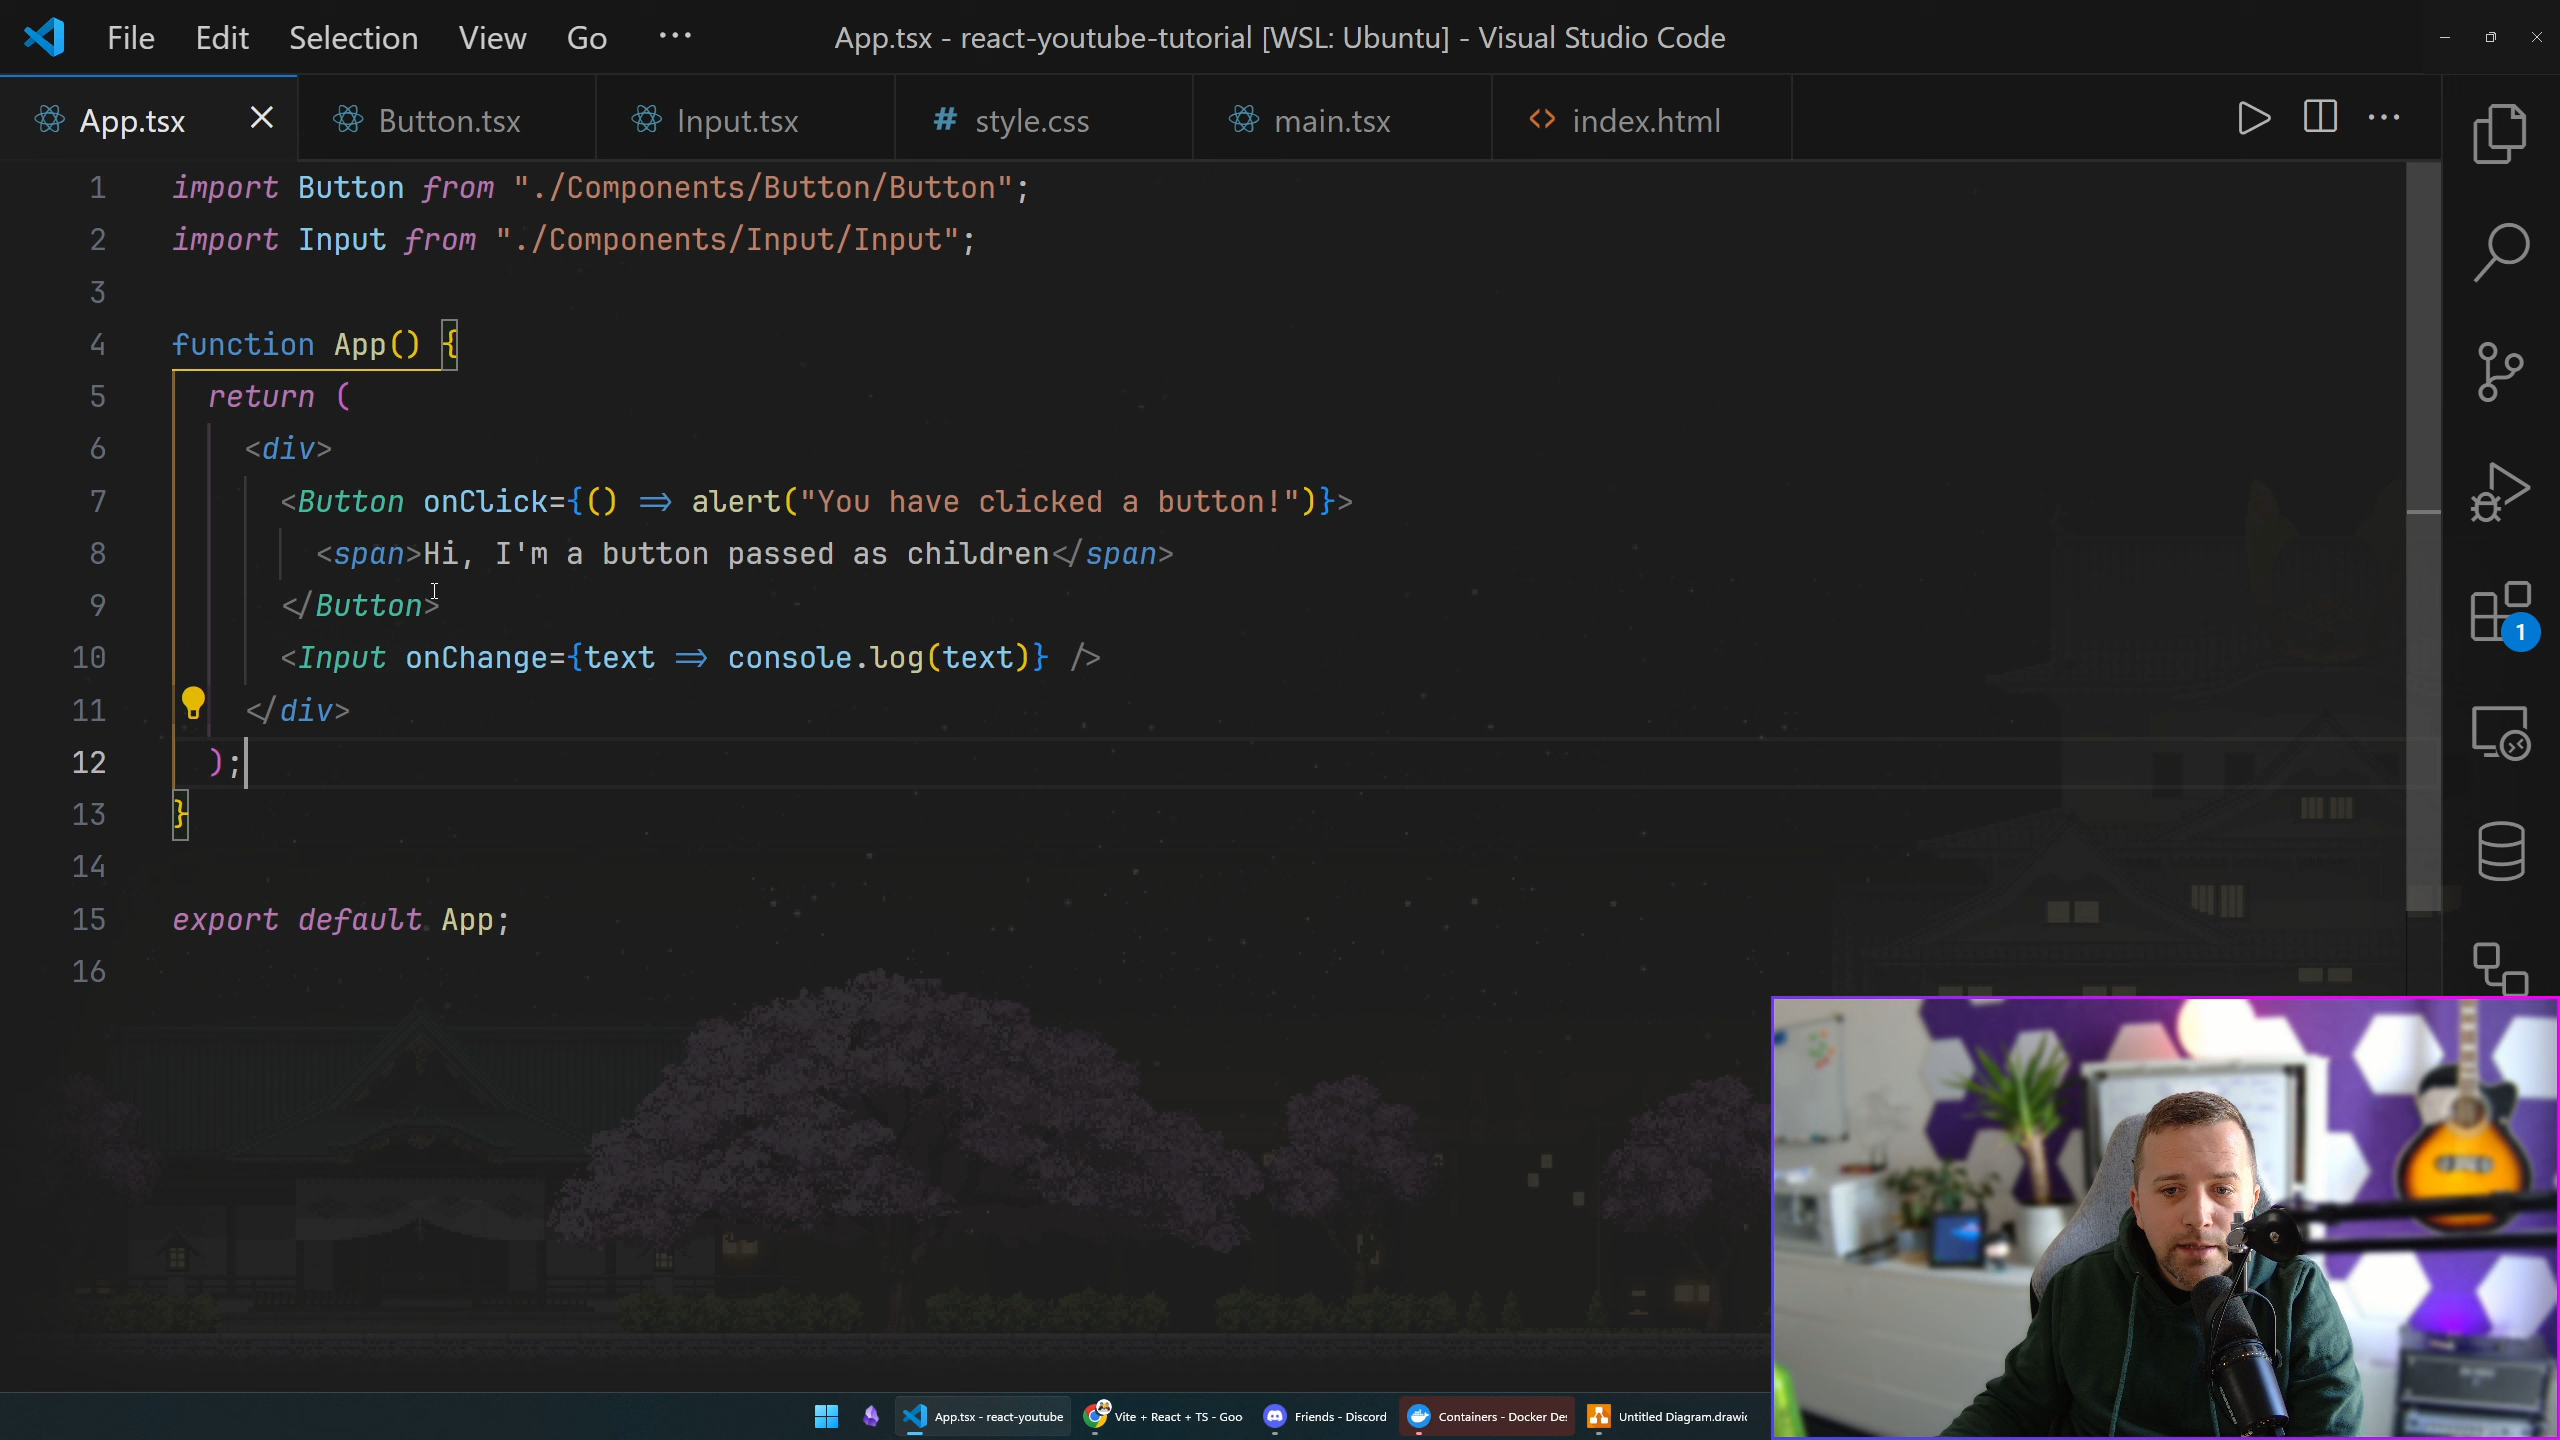 File Edit Selection View Go ···
App.tsx - react-youtube-tutorial [WSL: Ubuntu] - Visual Studio Code
App.tsx
Button.tsx
Input.tsx
# style.css
main.tsx
<> index.html
1 import Button from "./Components/Button/Button";
2 import Input from "./Components/Input/Input";
3
4 function App() {
5 return (
6 <div>
7 <Button onClick={() => alert("You have clicked a button!")}>
8 <span>Hi, I'm a button passed as children</span>
9 </Button>
10 <Input onChange={text => console.log(text)} />
11 </div>
12 );
13 }
14
15 export default App;
16
1
App.tsx - react-youtube
Vite + React + TS - Goo
Friends - Discord
Containers - Docker De
Untitled Diagram.drawi